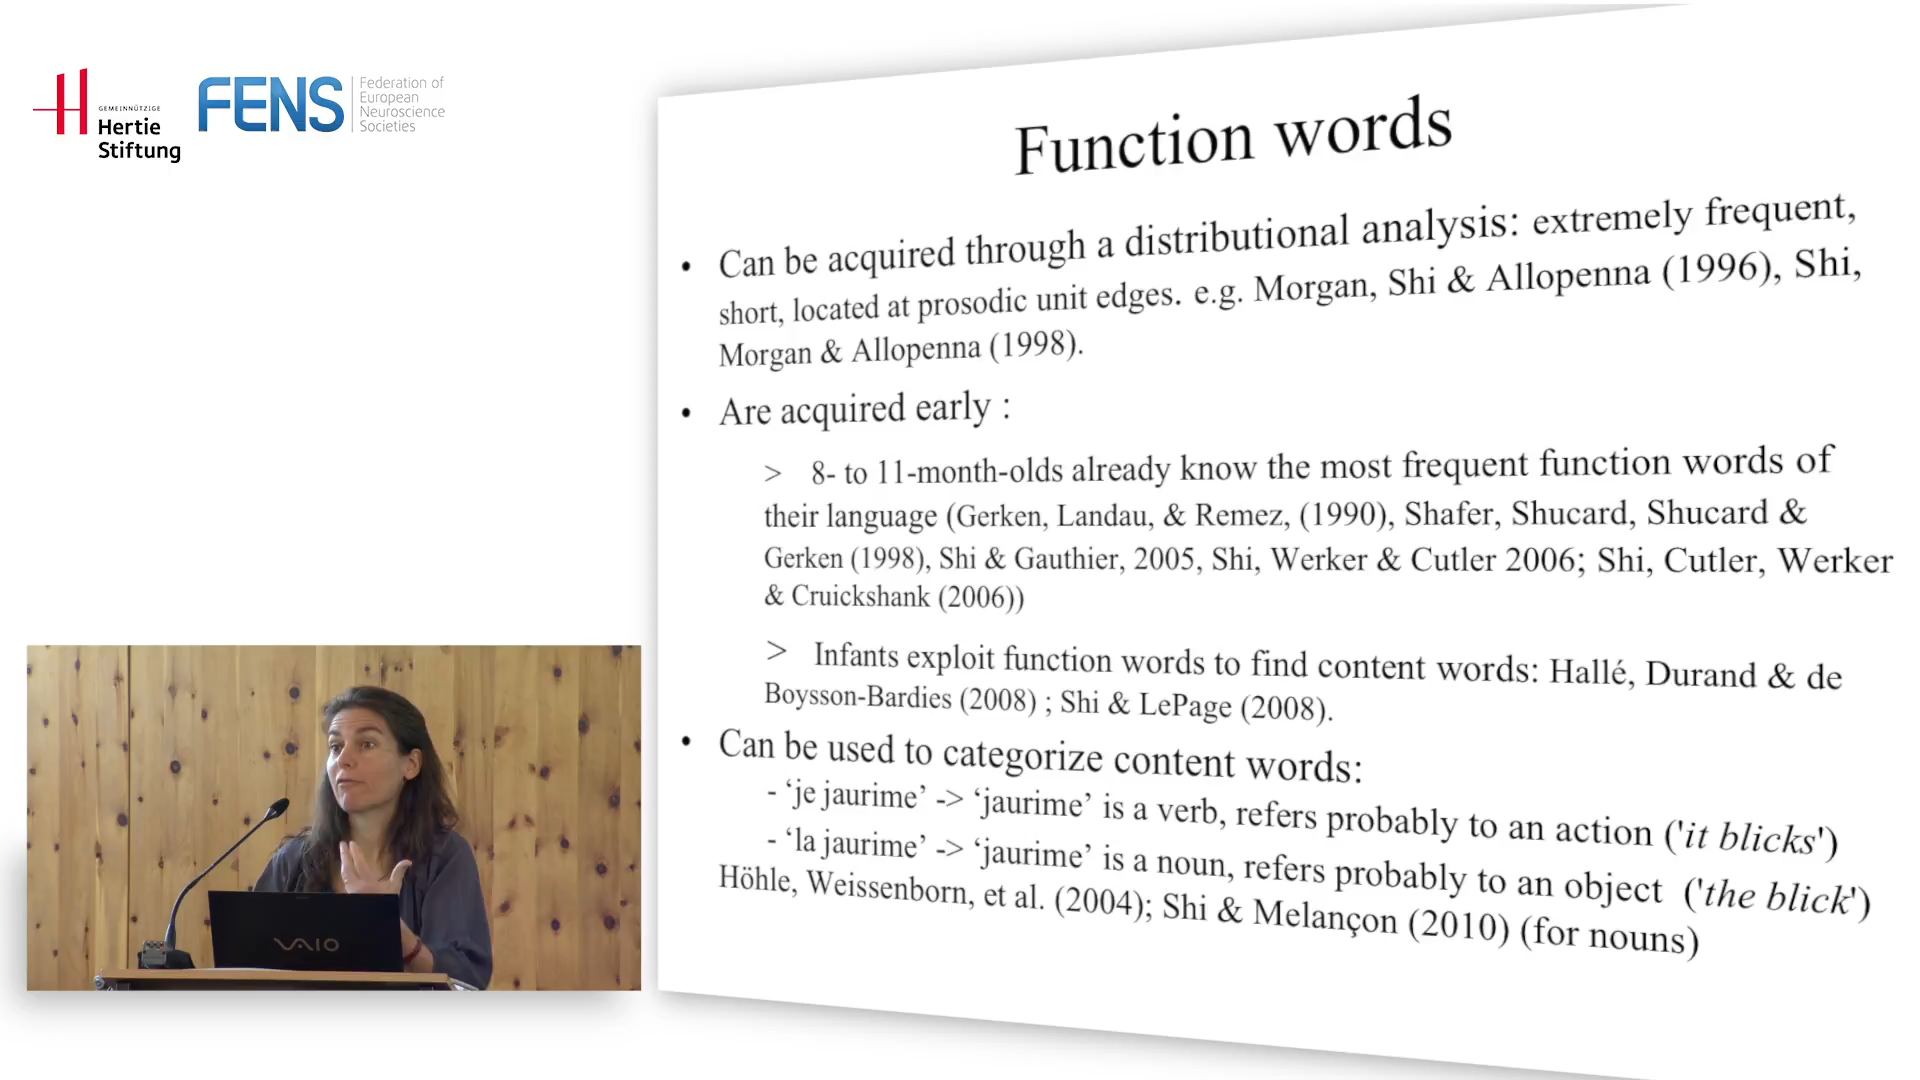 GEMEINNÜTZIGE
Hertie
Stiftung
FENS
Federation of
European
Neuroscience
Societies
Function words
• Can be acquired through a distributional analysis: extremely frequent,
short, located at prosodic unit edges. e.g. Morgan, Shi & Allopenna (1996), Shi,
Morgan & Allopenna (1998).
• Are acquired early :
> 8- to 11-month-olds already know the most frequent function words of
their language (Gerken, Landau, & Remez, (1990), Shafer, Shucard, Shucard &
Gerken (1998), Shi & Gauthier, 2005, Shi, Werker & Cutler 2006; Shi, Cutler, Werker
& Cruickshank (2006))
> Infants exploit function words to find content words: Hallé, Durand & de
Boysson-Bardies (2008) ; Shi & LePage (2008).
• Can be used to categorize content words:
- ‘je jaurime’ -> ‘jaurime’ is a verb, refers probably to an action ('it blicks')
- ‘la jaurime’ -> ‘jaurime’ is a noun, refers probably to an object ('the blick')
Höhle, Weissenborn, et al. (2004); Shi & Melançon (2010) (for nouns)
VAIO